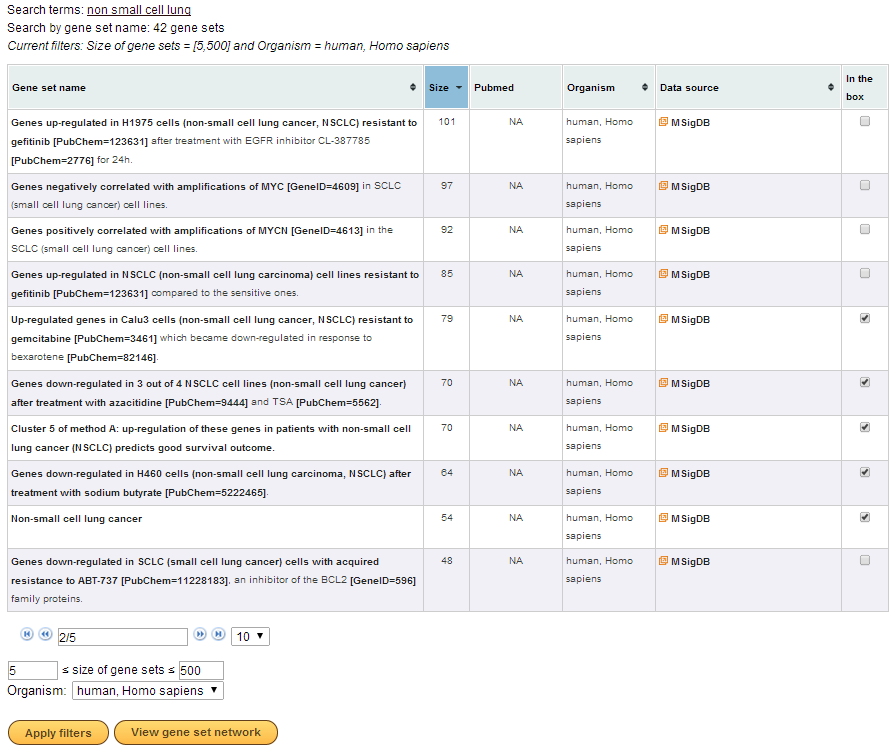 Search terms: non small cell lung
Search by gene set name: 42 gene sets
Current filters: Size of gene sets = [5,500] and Organism = human, Homo sapiens
Gene set name Size Pubmed Organism Data source In the box
Genes up-regulated in H1975 cells (non-small cell lung cancer, NSCLC) resistant to 101 NA human, Homo MSigDB
gefitinib [PubChem=123631] after treatment with EGFR inhibitor CL-387785 sapiens
[PubChem=2776] for 24h.
Genes negatively correlated with amplifications of MYC [GeneID=4609] in SCLC 97 NA human, Homo MSigDB
(small cell lung cancer) cell lines. sapiens
Genes positively correlated with amplifications of MYCN [GeneID=4613] in the 92 NA human, Homo MSigDB
SCLC (small cell lung cancer) cell lines. sapiens
Genes up-regulated in NSCLC (non-small cell lung carcinoma) cell lines resistant to 85 NA human, Homo MSigDB
gefitinib [PubChem=123631] compared to the sensitive ones. sapiens
Up-regulated genes in Calu3 cells (non-small cell lung cancer, NSCLC) resistant to 79 NA human, Homo MSigDB
gemcitabine [PubChem=3461] which became down-regulated in response to sapiens
bexarotene [PubChem=82146].
Genes down-regulated in 3 out of 4 NSCLC cell lines (non-small cell lung cancer) 70 NA human, Homo MSigDB
after treatment with azacitidine [PubChem=9444] and TSA [PubChem=5562]. sapiens
Cluster 5 of method A: up-regulation of these genes in patients with non-small cell 70 NA human, Homo MSigDB
lung cancer (NSCLC) predicts good survival outcome. sapiens
Genes down-regulated in H460 cells (non-small cell lung carcinoma, NSCLC) after 64 NA human, Homo MSigDB
treatment with sodium butyrate [PubChem=5222465]. sapiens
Non-small cell lung cancer 54 NA human, Homo MSigDB
sapiens
Genes down-regulated in SCLC (small cell lung cancer) cells with acquired 48 NA human, Homo MSigDB
resistance to ABT-737 [PubChem=11228183], an inhibitor of the BCL2 [GeneID=596] sapiens
family proteins.
2/5 10
5 ≤ size of gene sets ≤ 500
Organism: human, Homo sapiens
Apply filters View gene set network